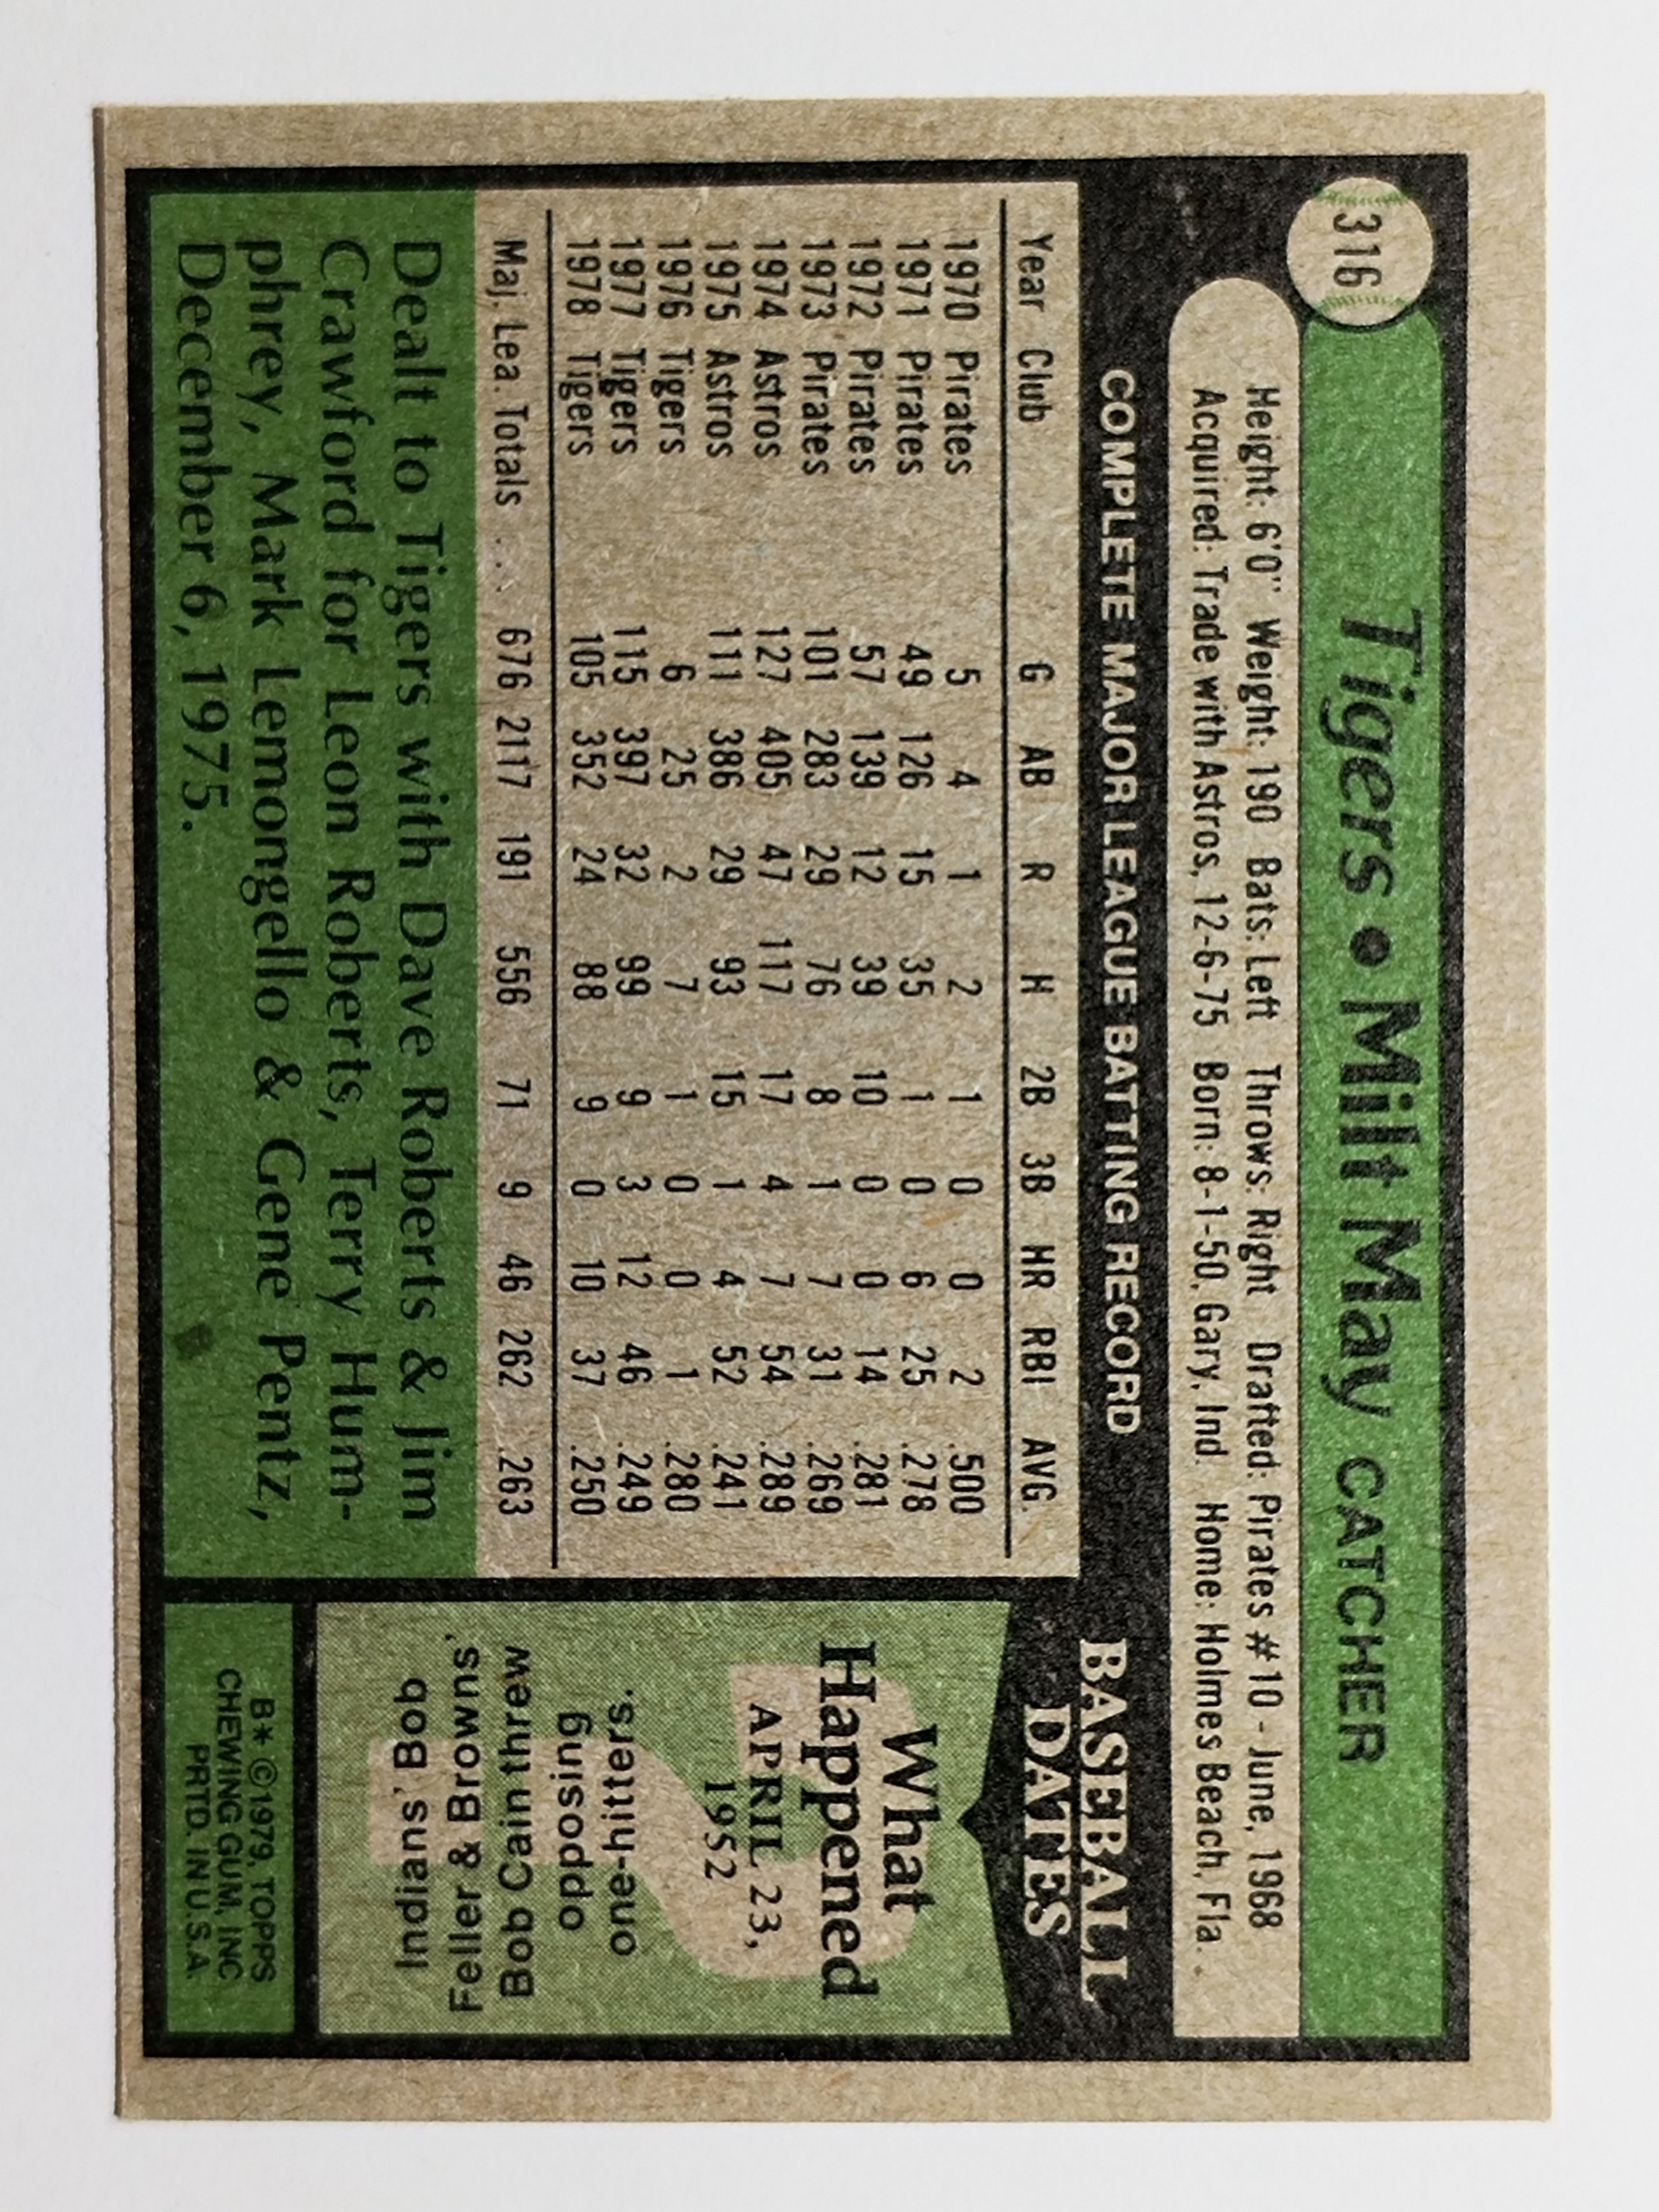 316
Tigers • Milt May CATCHER
Height: 6'0" Weight: 190 Bats: Left Throws: Right Drafted: Pirates #10 - June, 1968
Acquired: Trade with Astros, 12-6-75 Born: 8-1-50, Gary, Ind. Home: Holmes Beach, Fla.
COMPLETE MAJOR LEAGUE BATTING RECORD
Year Club G AB R H 2B 3B HR RBI AVG.
1970 Pirates 5 4 1 2 1 0 0 2 .500
1971 Pirates 49 126 15 35 1 0 6 25 .278
1972 Pirates 57 139 12 39 10 0 0 14 .281
1973 Pirates 101 283 29 76 8 1 7 31 .269
1974 Astros 127 405 47 117 17 4 7 54 .289
1975 Astros 111 386 29 93 15 1 4 52 .241
1976 Tigers 6 25 2 7 1 0 0 1 .280
1977 Tigers 115 397 32 99 9 3 12 46 .249
1978 Tigers 105 352 24 88 9 0 10 37 .250
Maj. Lea. Totals ... 676 2117 191 556 71 9 46 262 .263
Dealt to Tigers with Dave Roberts & Jim
Crawford for Leon Roberts, Terry Hum-
phrey, Mark Lemongello & Gene Pentz,
December 6, 1975.
BASEBALL
DATES
What
Happened
APRIL 23,
1952
one-hitters.
opposing
Bob Cain threw
Feller & Browns'
Indians' Bob
B* ©1979, TOPPS
CHEWING GUM, INC
PRTD. IN U.S.A.